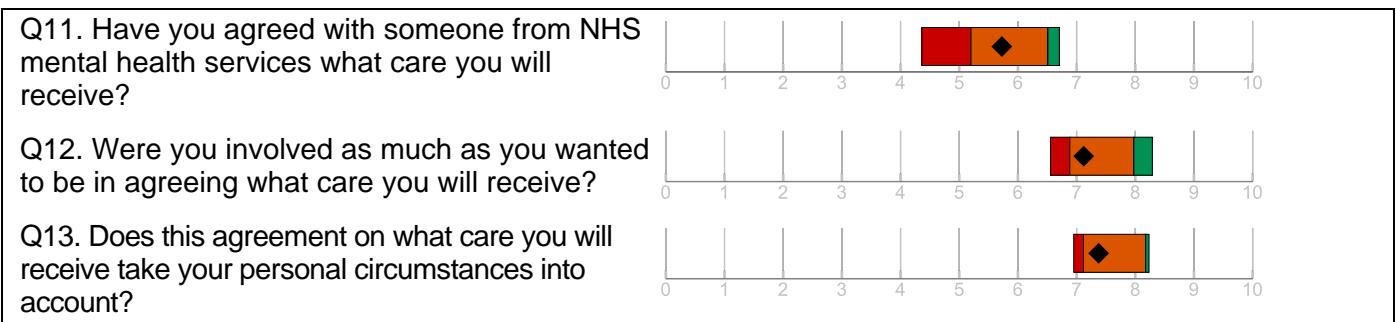 Q11. Have you agreed with someone from NHS
mental health services what care you will
receive?
0 1 2 3 4 5 6 7 8 9 10
Q12. Were you involved as much as you wanted
to be in agreeing what care you will receive?
0 1 2 3 4 5 6 7 8 9 10
Q13. Does this agreement on what care you will
receive take your personal circumstances into
account?
0 1 2 3 4 5 6 7 8 9 10